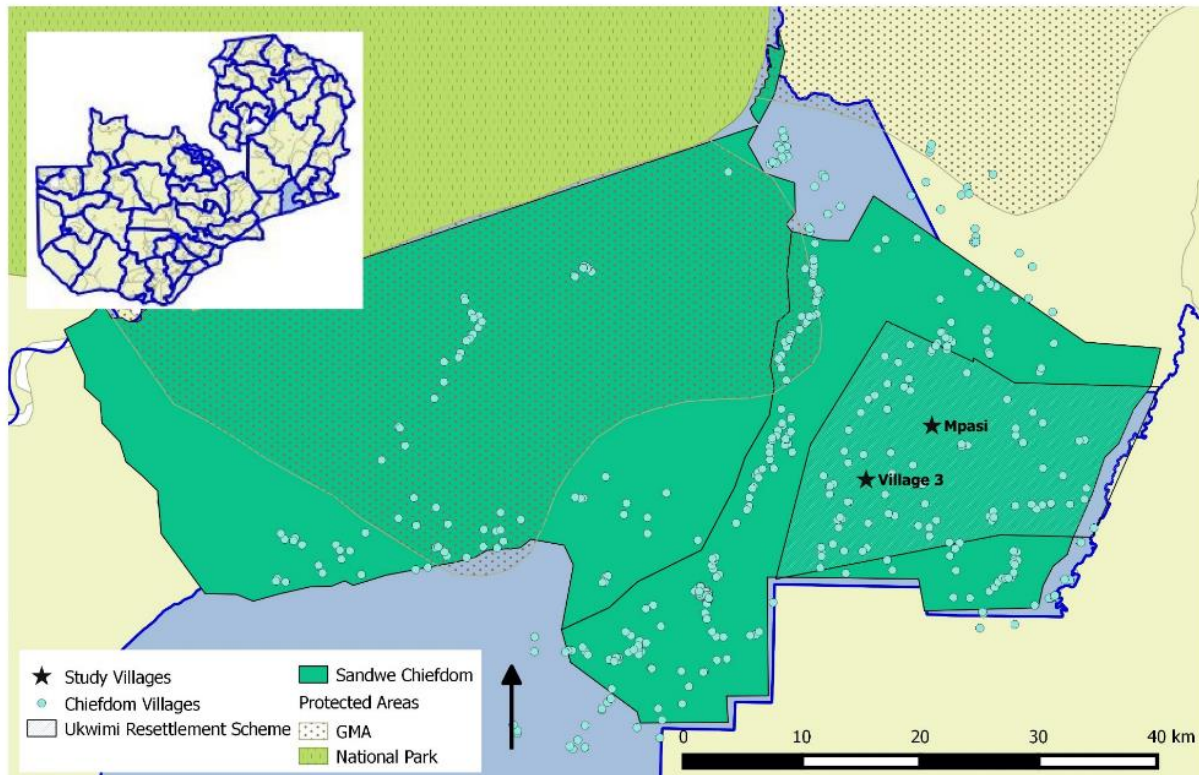 Mpasi
Village 3
Study Villages
Chiefdom Villages
Ukwimi Resettlement Scheme
Sandwe Chiefdom
Protected Areas
GMA
National Park
0 10 20 30 40 km